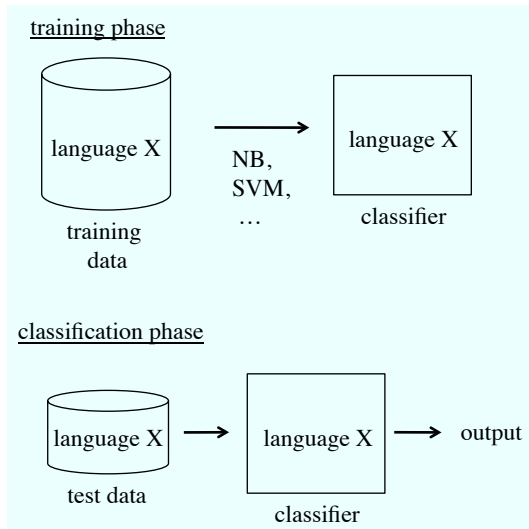 training phase
language X
NB,
SVM,
…
language X
training
data
classifier
classification phase
language X
language X
output
test data
classifier